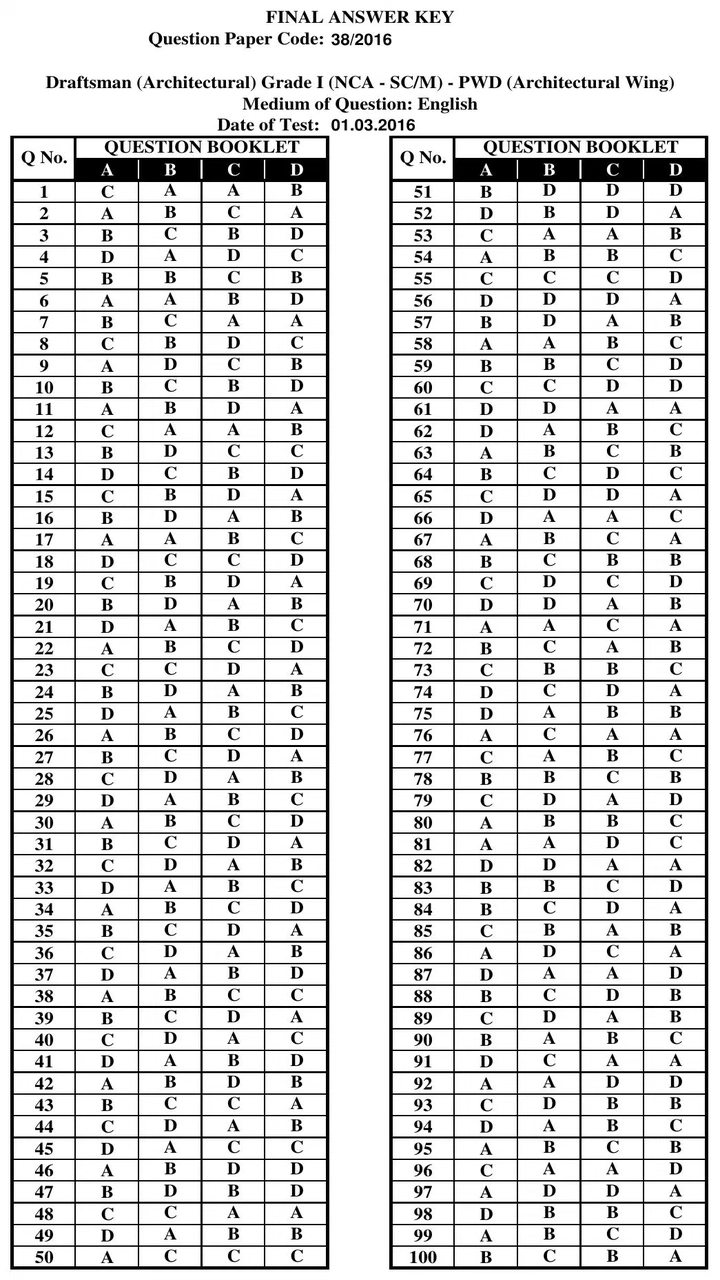 FINAL ANSWER KEY
Question Paper Code: 38/2016
Draftsman (Architectural) Grade I (NCA - SC/M) - PWD (Architectural Wing)
Medium of Question: English
Date of Test: 01.03.2016
Q No. QUESTION BOOKLET
A B C D
1 C A A B
2 A B C A
3 B C B D
4 D A D C
5 B B C B
6 A A B D
7 B C A A
8 C B D C
9 A D C B
10 B C B D
11 A B D A
12 C A A B
13 B D C C
14 D C B D
15 C B D A
16 B D A B
17 A A B C
18 D C C D
19 C B D A
20 B D A B
21 D A B C
22 A B C D
23 C C D A
24 B D A B
25 D A B C
26 A B C D
27 B C D A
28 C D A B
29 D A B C
30 A B C D
31 B C D A
32 C D A B
33 D A B C
34 A B C D
35 B C D A
36 C D A B
37 D A B D
38 A B C C
39 B C D A
40 C D A C
41 D A B D
42 A B D B
43 B C C A
44 C D A B
45 D A C C
46 A B D D
47 B D B D
48 C C A A
49 D A B B
50 A C C C
Q No. QUESTION BOOKLET
A B C D
51 B D D D
52 D B D A
53 C A A B
54 A B B C
55 C C C D
56 D D D A
57 B D A B
58 A A B C
59 B B C D
60 C C D D
61 D D A A
62 D A B C
63 A B C B
64 B C D C
65 C D D A
66 D A A C
67 A B C A
68 B C B B
69 C D C D
70 D D A B
71 A A C A
72 B C A B
73 C B B C
74 D C D A
75 D A B B
76 A C A A
77 C A B C
78 B B C B
79 C D A D
80 A B B C
81 A A D C
82 D D A A
83 B B C D
84 B C D A
85 C B A B
86 A D C A
87 D A A D
88 B C D B
89 C D A B
90 B A B C
91 D C A A
92 A A D D
93 C D B B
94 D A B C
95 A B C B
96 C A A D
97 A D D A
98 D B B C
99 A B C D
100 B C B A